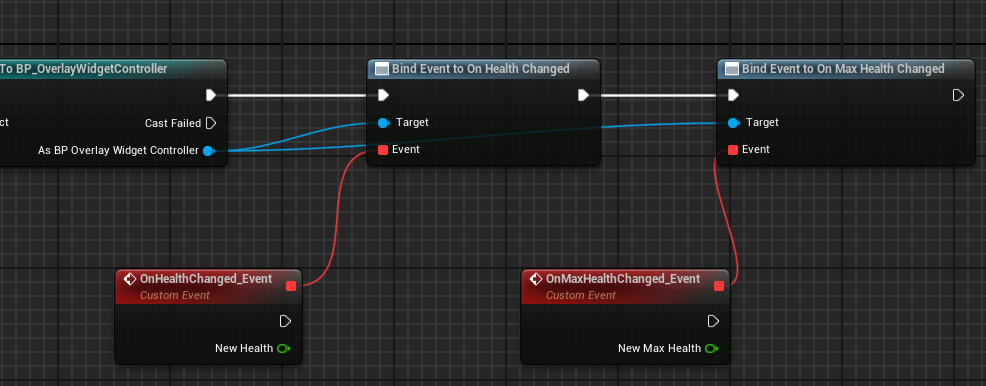 To BP_OverlayWidgetController
ct
Cast Failed
As BP Overlay Widget Controller
Bind Event to On Health Changed
Target
Event
Bind Event to On Max Health Changed
Target
Event
OnHealthChanged_Event
Custom Event
New Health
OnMaxHealthChanged_Event
Custom Event
New Max Health